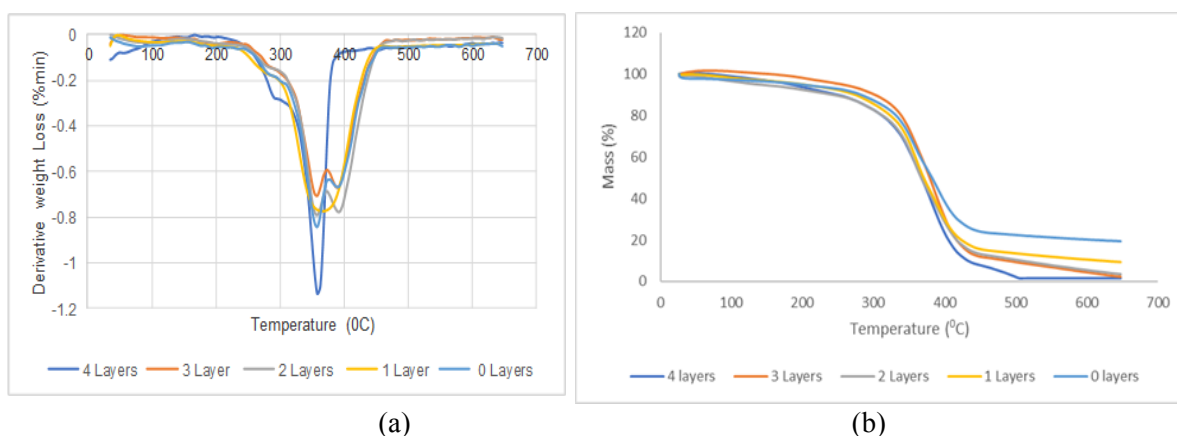 0
0 100 200 300 400 500 600 700
-0.2
-0.4
-0.6
-0.8
-1
-1.2
Derivative weight Loss (%min)
Temperature (0C)
4 Layers 3 Layer 2 Layers 1 Layer 0 Layers
(a)
120
100
80
60
40
20
0
Mass (%)
0 100 200 300 400 500 600 700
Temperature (⁰C)
4 layers 3 Layers 2 Layers 1 Layers 0 Layers
(b)